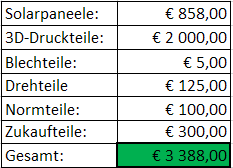 Solarpaneele: € 858,00
3D-Druckteile: € 2 000,00
Blechteile: € 5,00
Drehteile € 125,00
Normteile: € 100,00
Zukaufteile: € 300,00
Gesamt: € 3 388,00